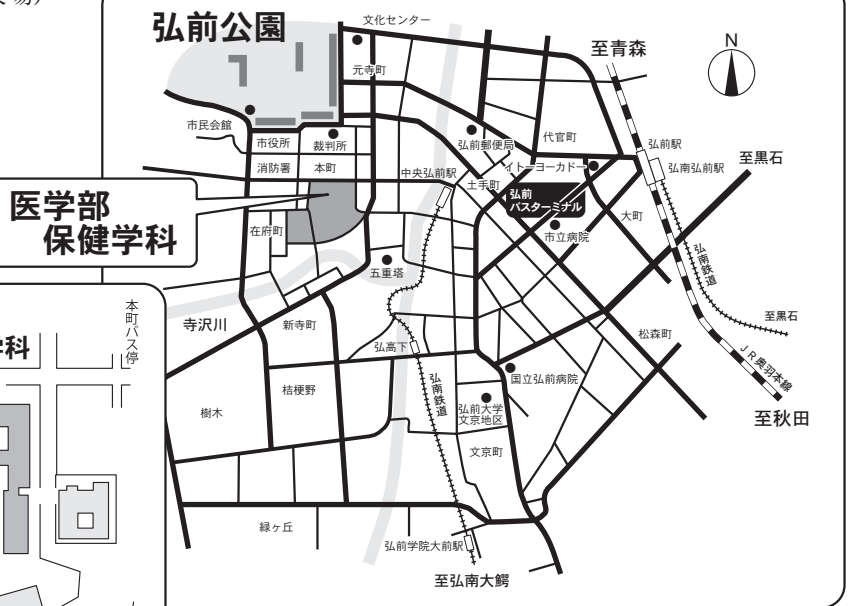 弘前公園
文化センター
至青森
N
元寺町
市民会館
市役所
裁判所
弘前郵便局
代官町
弘前駅
消防署
本町
中央弘前駅
イトーヨーカドー
弘南弘前駅
至黒石
土手町
弘前
バスターミナル
医学部
保健学科
在府町
市立病院
大町
五重塔
弘南鉄道
本町バス停
寺沢川
新寺町
至黒石
弘高下
松森町
学科
JR奥羽本線
国立弘前病院
弘南鉄道
桔梗野
樹木
弘前大学
文京地区
至秋田
文京町
緑ヶ丘
弘前学院大前駅
至弘南大鰐